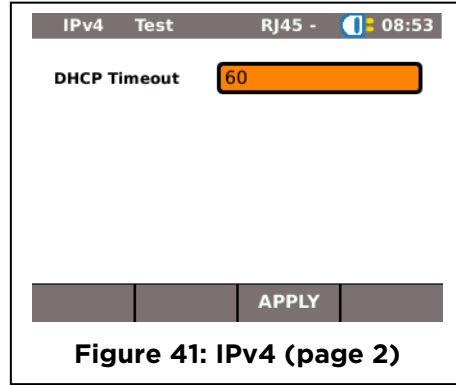 IPv4 Test RJ45 - 08:53
DHCP Timeout 60
APPLY
Figure 41: IPv4 (page 2)